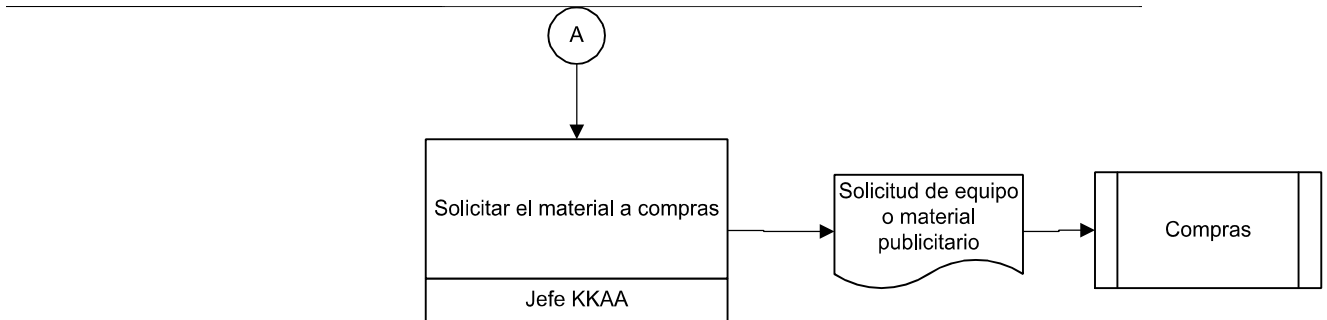 A
Solicitar el material a compras
Jefe KKAA
Solicitud de equipo
o material
publicitario
Compras